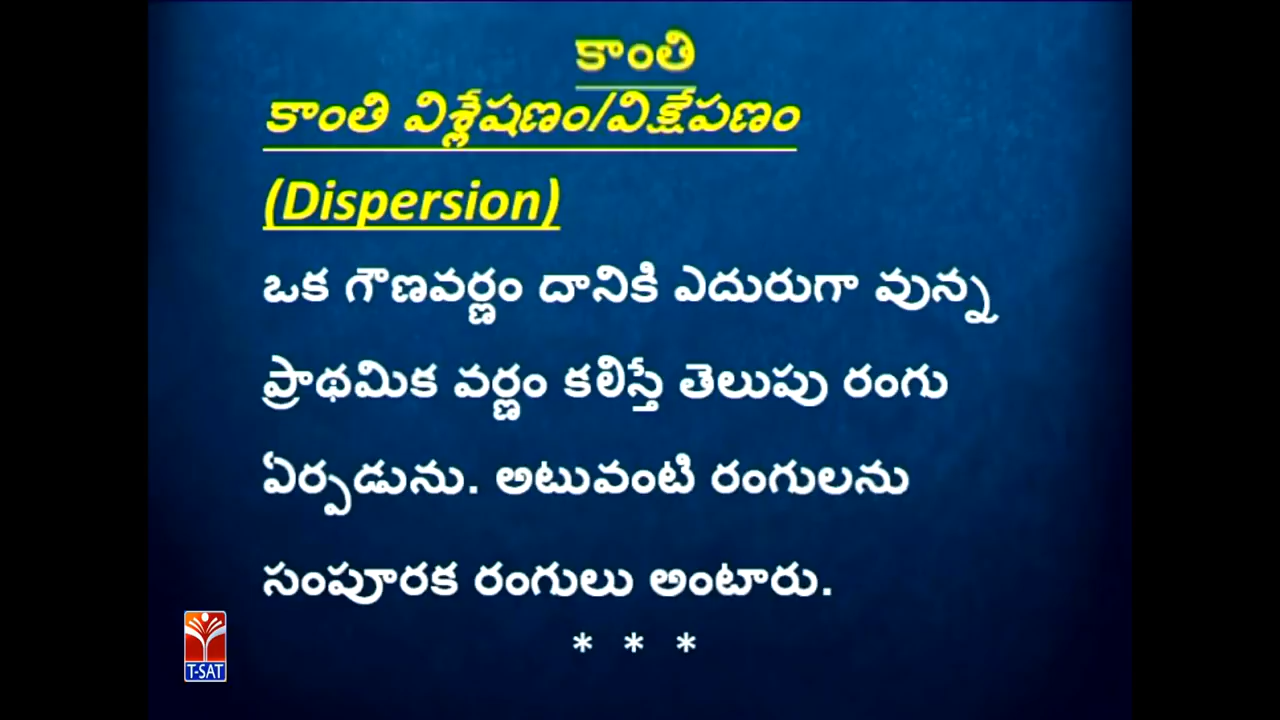 కాంతి
కాంతి విశ్లేషణం/విక్షేపణం
(Dispersion)
ఒక గౌణవర్ణం దానికి ఎదురుగా వున్న
ప్రాథమిక వర్ణం కలిస్తే తెలుపు రంగు
ఏర్పడును. అటువంటి రంగులను
సంపూరక రంగులు అంటారు.
* * *
T-SAT